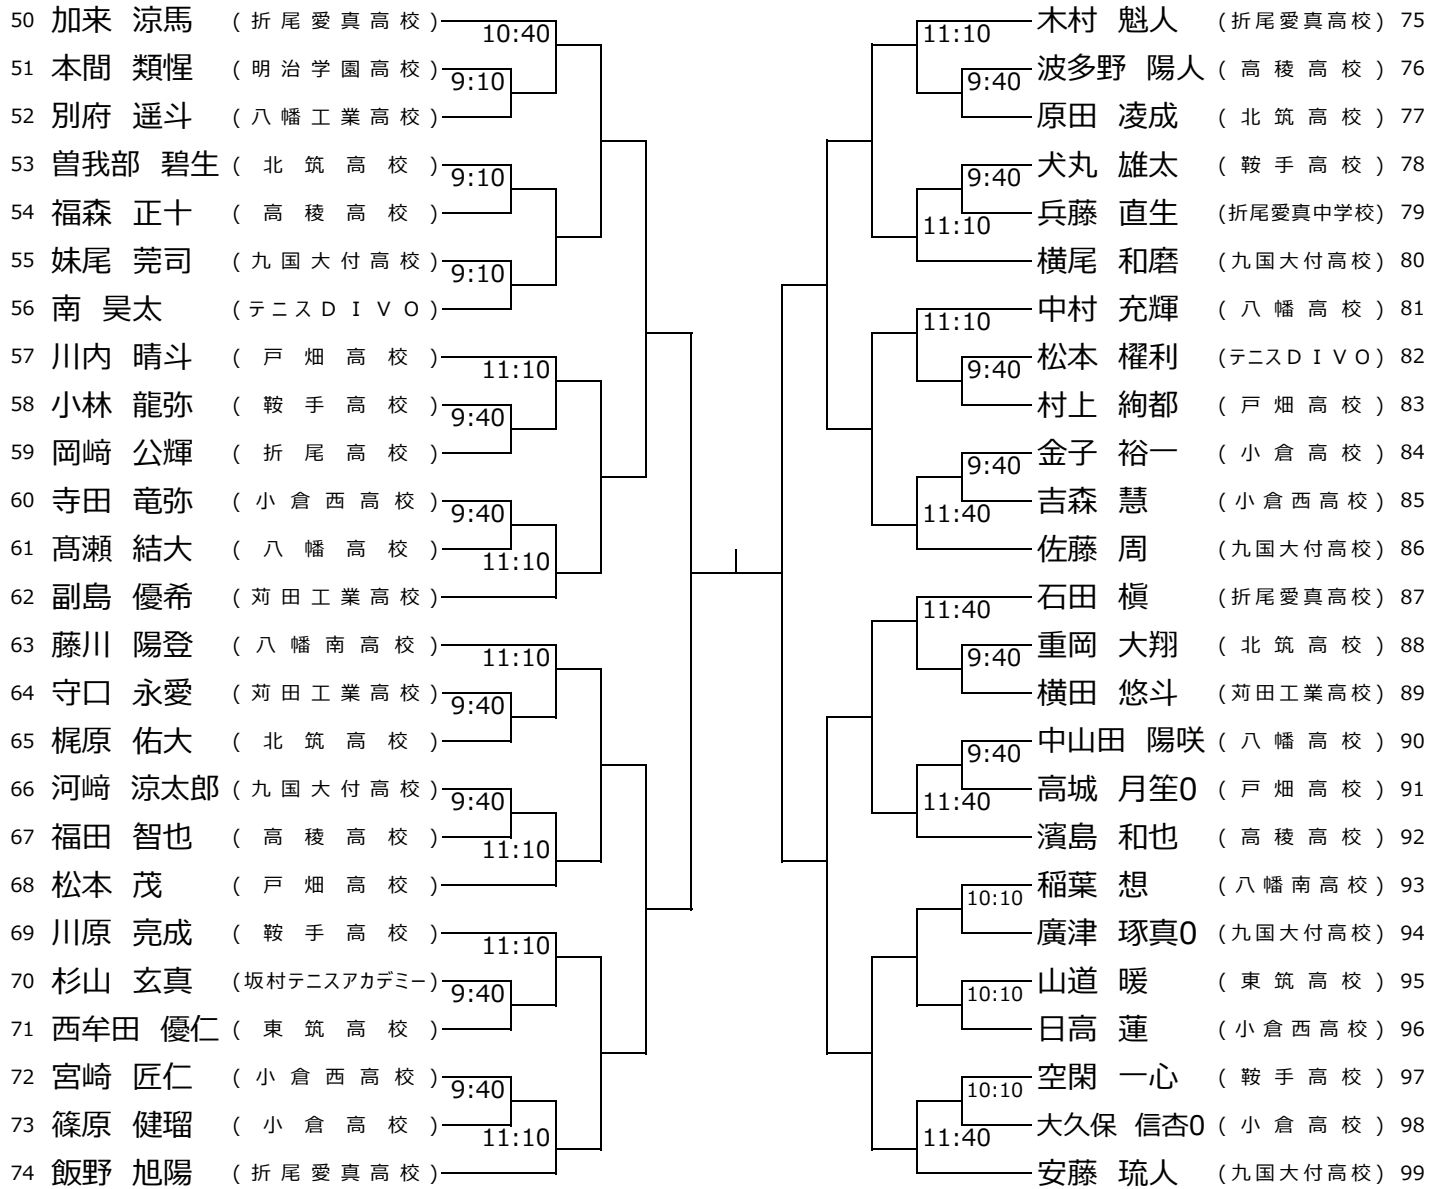 50 加来 涼馬 (折尾愛真高校) 10:40
51 本間 類惺 (明治学園高校) 9:10
52 別府 遥斗 (八幡工業高校)
53 曽我部 碧生 (北筑高校) 9:10
54 福森 正十 (高稜高校)
55 妹尾 莞司 (九国大付高校) 9:10
56 南 昊太 (テニスDIVO)
57 川内 晴斗 (戸畑高校) 11:10
58 小林 龍弥 (鞍手高校) 9:40
59 岡﨑 公輝 (折尾高校)
60 寺田 竜弥 (小倉西高校) 9:40
61 髙瀬 結大 (八幡高校) 11:10
62 副島 優希 (苅田工業高校)
63 藤川 陽登 (八幡南高校) 11:10
64 守口 永愛 (苅田工業高校) 9:40
65 梶原 佑大 (北筑高校)
66 河﨑 涼太郎 (九国大付高校) 9:40
67 福田 智也 (高稜高校) 11:10
68 松本 茂 (戸畑高校)
69 川原 亮成 (鞍手高校) 11:10
70 杉山 玄真 (坂村テニスアカデミー) 9:40
71 西牟田 優仁 (東筑高校)
72 宮崎 匠仁 (小倉西高校) 9:40
73 篠原 健瑠 (小倉高校) 11:10
74 飯野 旭陽 (折尾愛真高校)
11:10 木村 魁人 (折尾愛真高校) 75
9:40 波多野 陽人 (高稜高校) 76
原田 凌成 (北筑高校) 77
9:40 犬丸 雄太 (鞍手高校) 78
11:10 兵藤 直生 (折尾愛真中学校) 79
横尾 和磨 (九国大付高校) 80
11:10 中村 充輝 (八幡高校) 81
9:40 松本 櫂利 (テニスDIVO) 82
村上 絢都 (戸畑高校) 83
9:40 金子 裕一 (小倉高校) 84
11:40 吉森 慧 (小倉西高校) 85
佐藤 周 (九国大付高校) 86
11:40 石田 槇 (折尾愛真高校) 87
9:40 重岡 大翔 (北筑高校) 88
横田 悠斗 (苅田工業高校) 89
9:40 中山田 陽咲 (八幡高校) 90
11:40 高城 月笙0 (戸畑高校) 91
濱島 和也 (高稜高校) 92
10:10 稲葉 想 (八幡南高校) 93
廣津 琢真0 (九国大付高校) 94
10:10 山道 暖 (東筑高校) 95
日高 蓮 (小倉西高校) 96
10:10 空閑 一心 (鞍手高校) 97
11:40 大久保 信杏0 (小倉高校) 98
安藤 琉人 (九国大付高校) 99